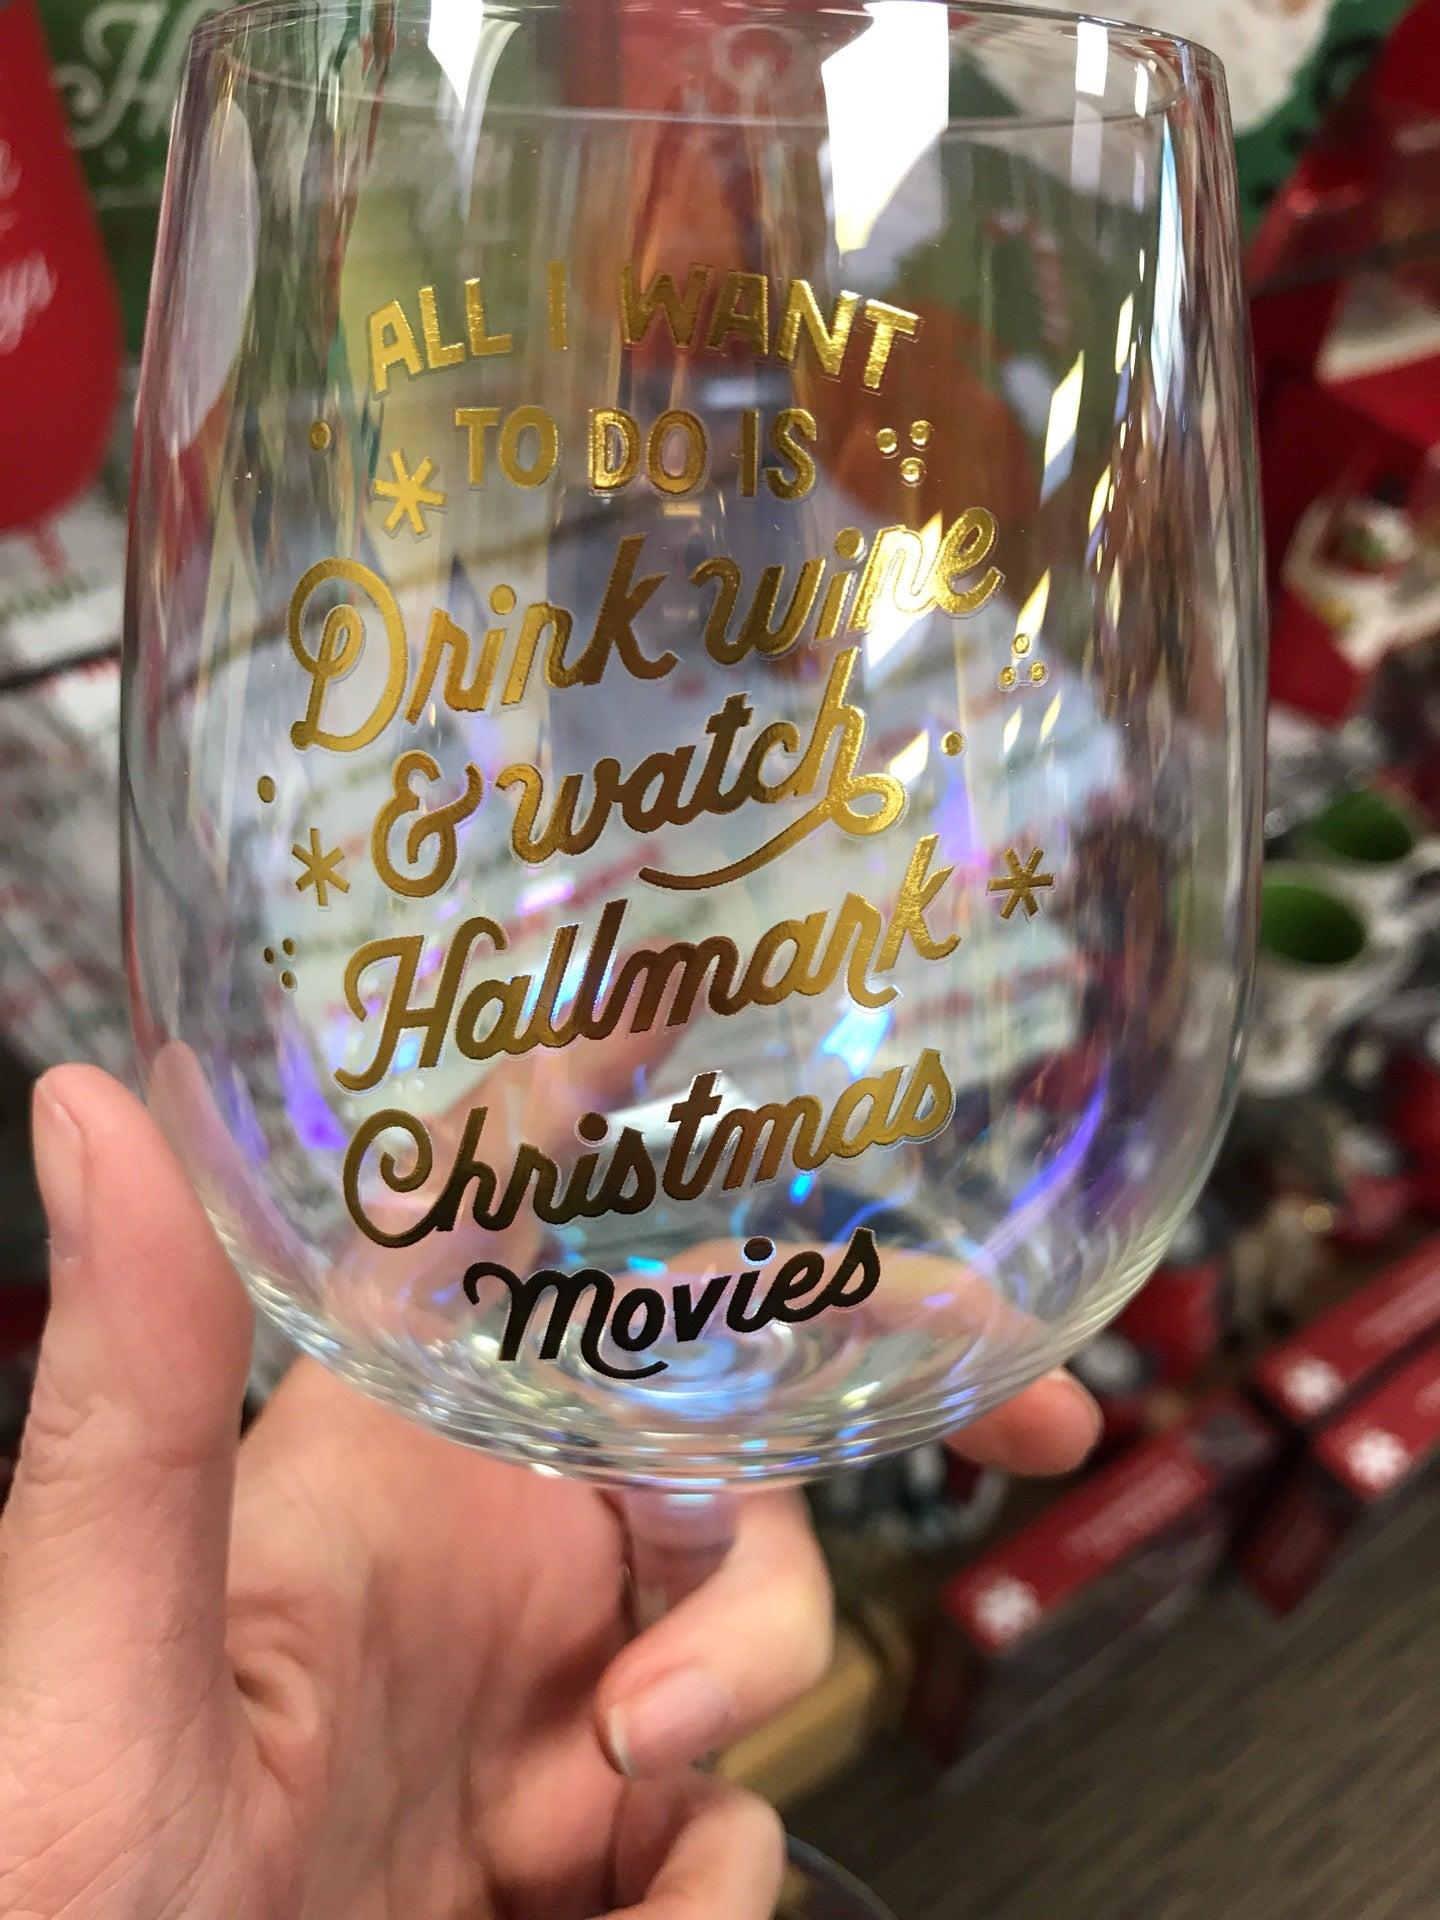 ALL I WANT
TO DO IS
Drink wine
& watch
Hallmark
Christmas
movies